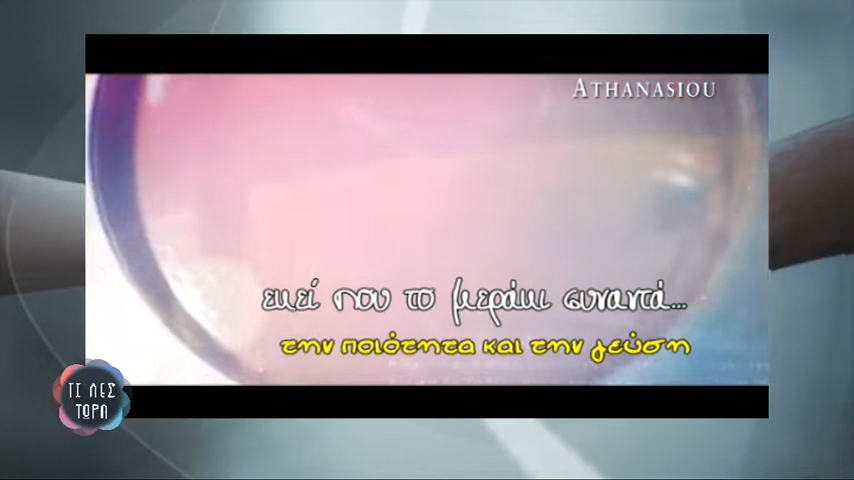 ATHANASIOU
εκεί που το μεράκι συναντά...
την ποιότητα και την γεύση
ΤΙ ΛΕΣ
ΤΩΡΑ